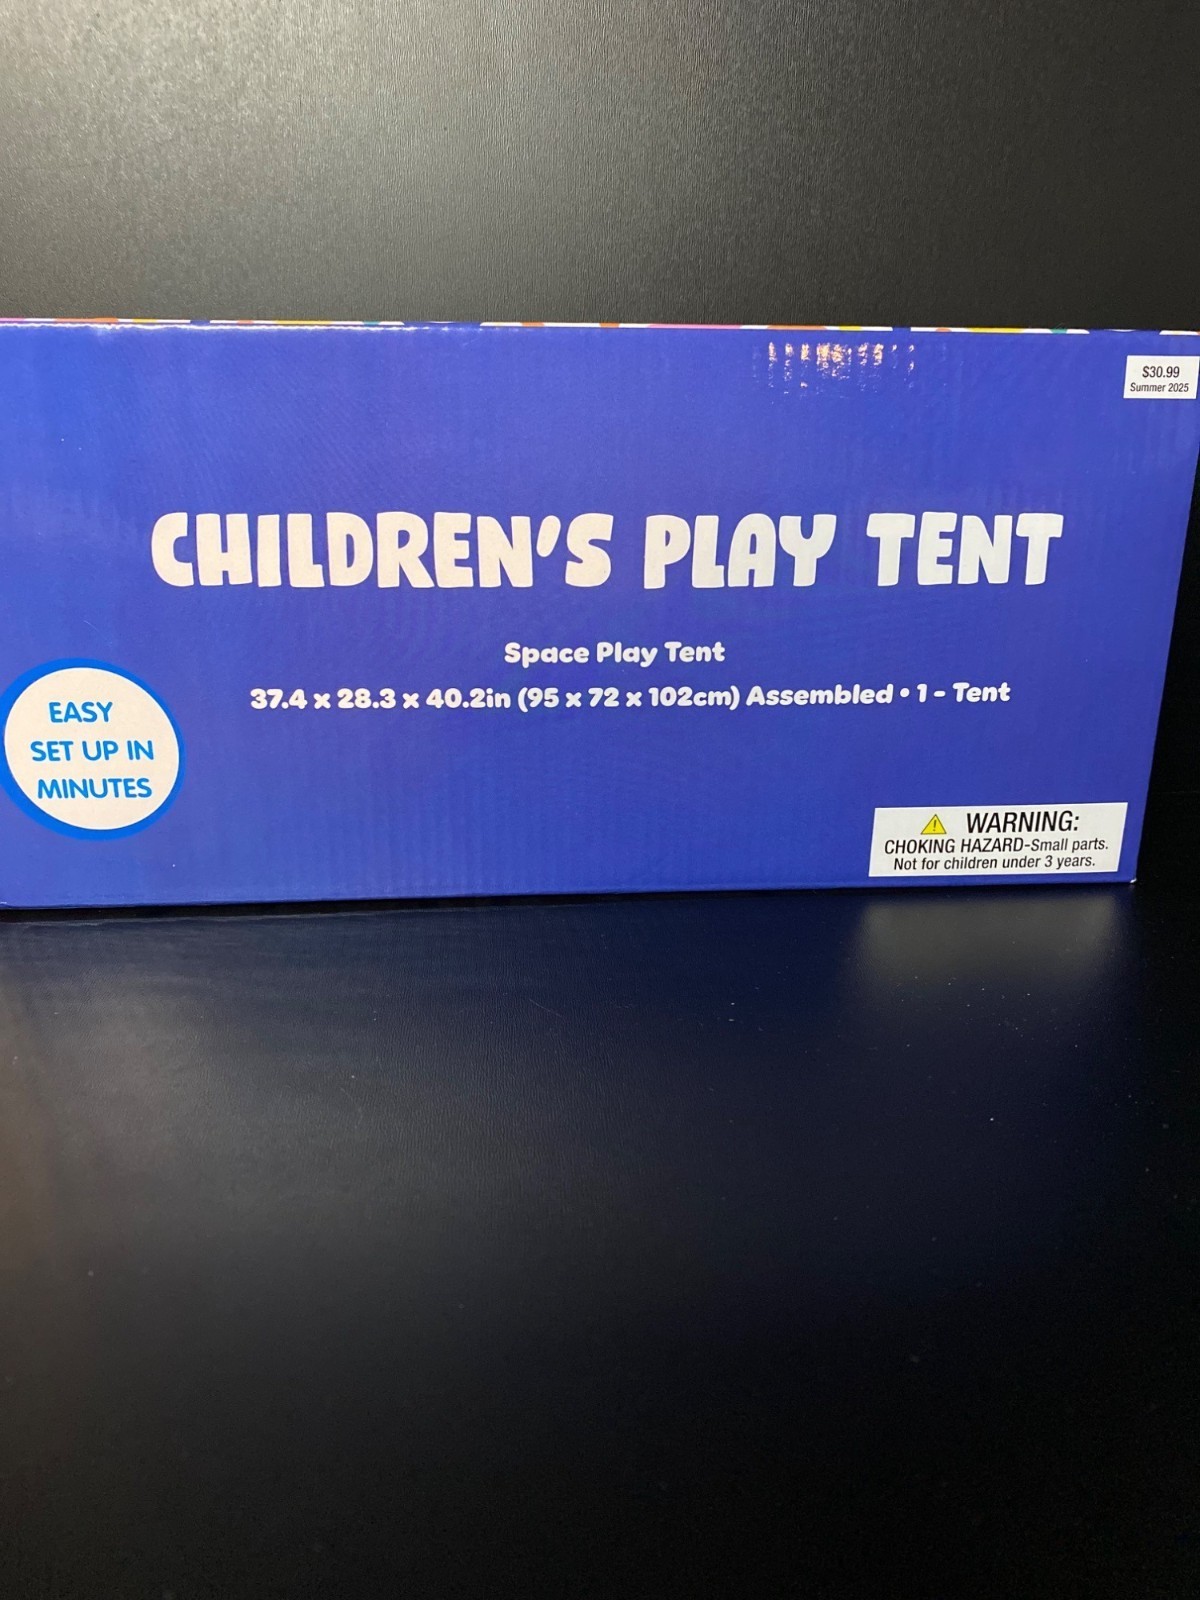 $30.99
Summer 2025
CHILDREN'S PLAY TENT
Space Play Tent
37.4 x 28.3 x 40.2in (95 x 72 x 102cm) Assembled • 1 - Tent
EASY
SET UP IN
MINUTES
⚠ WARNING:
CHOKING HAZARD-Small parts.
Not for children under 3 years.